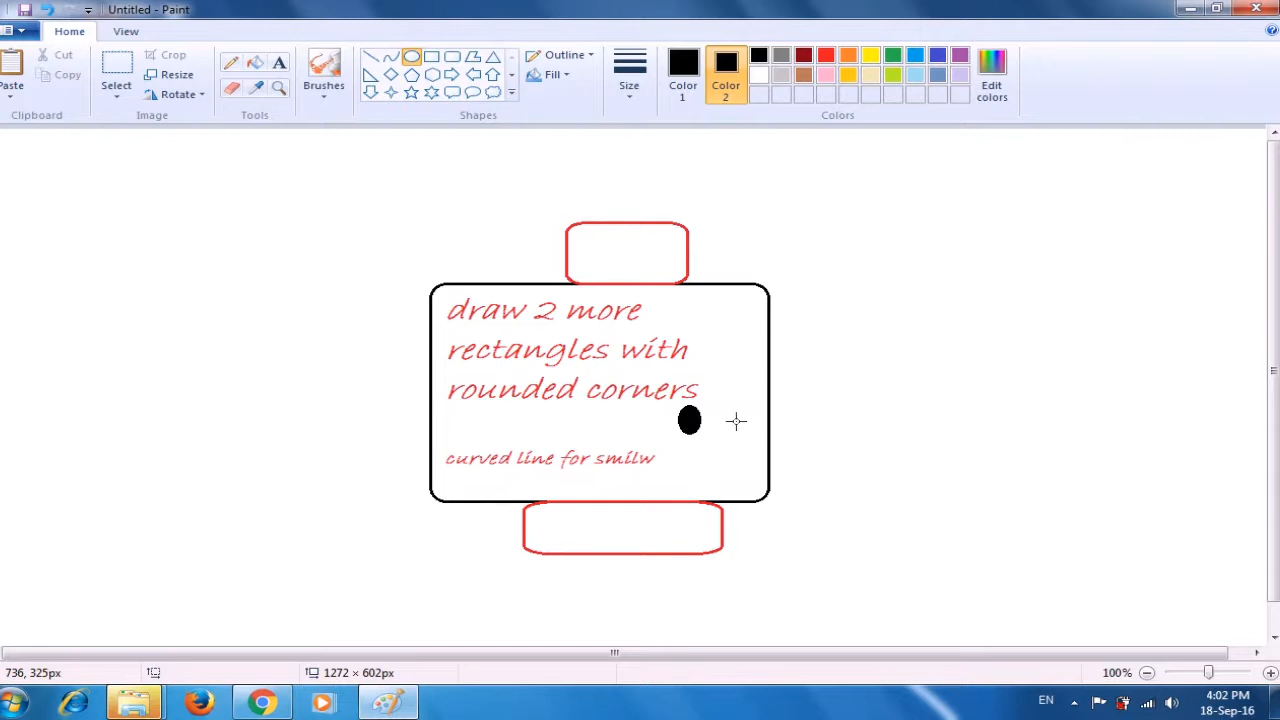 Untitled - Paint
Home
View
Paste
Cut
Copy
Clipboard
Select
Crop
Resize
Rotate
Image
Tools
Brushes
Shapes
Outline
Fill
Size
Color
1
Color
2
Edit
colors
Colors
draw 2 more
rectangles with
rounded corners
curved line for smilw
736, 325px
1272 × 602px
100%
EN
4:02 PM
18-Sep-16